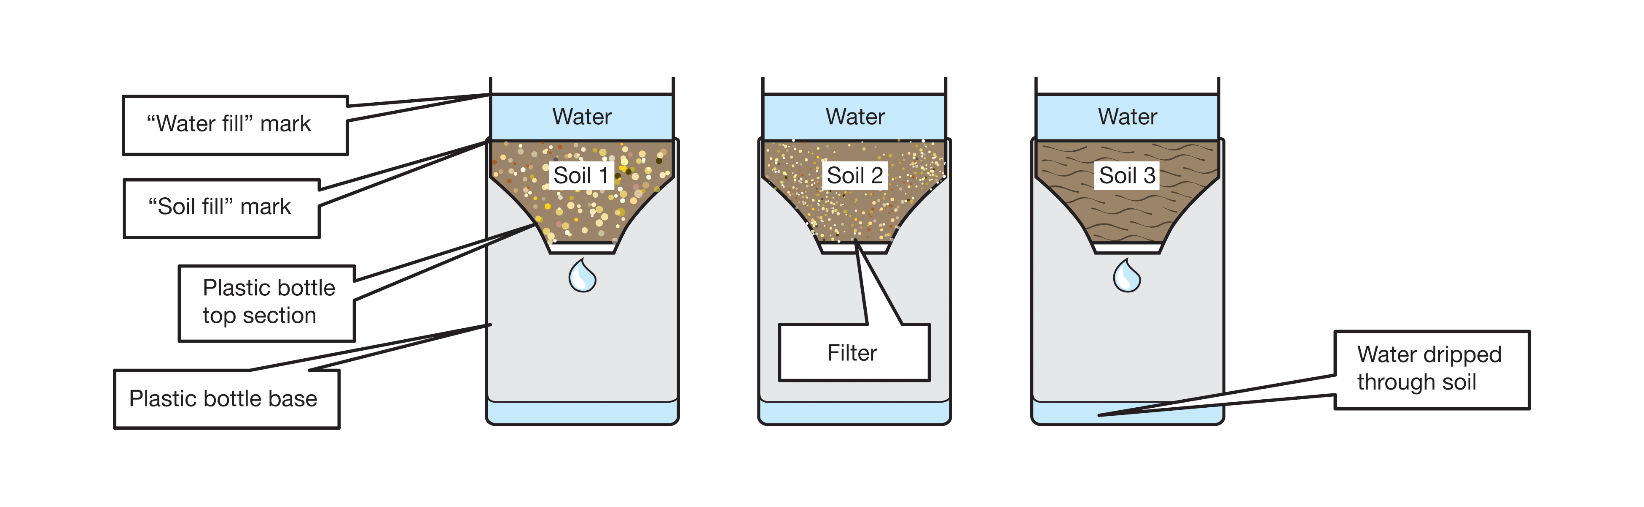 “Water fill” mark
“Soil fill” mark
Plastic bottle
top section
Plastic bottle base
Water
Soil 1
Water
Soil 2
Filter
Water
Soil 3
Water dripped
through soil